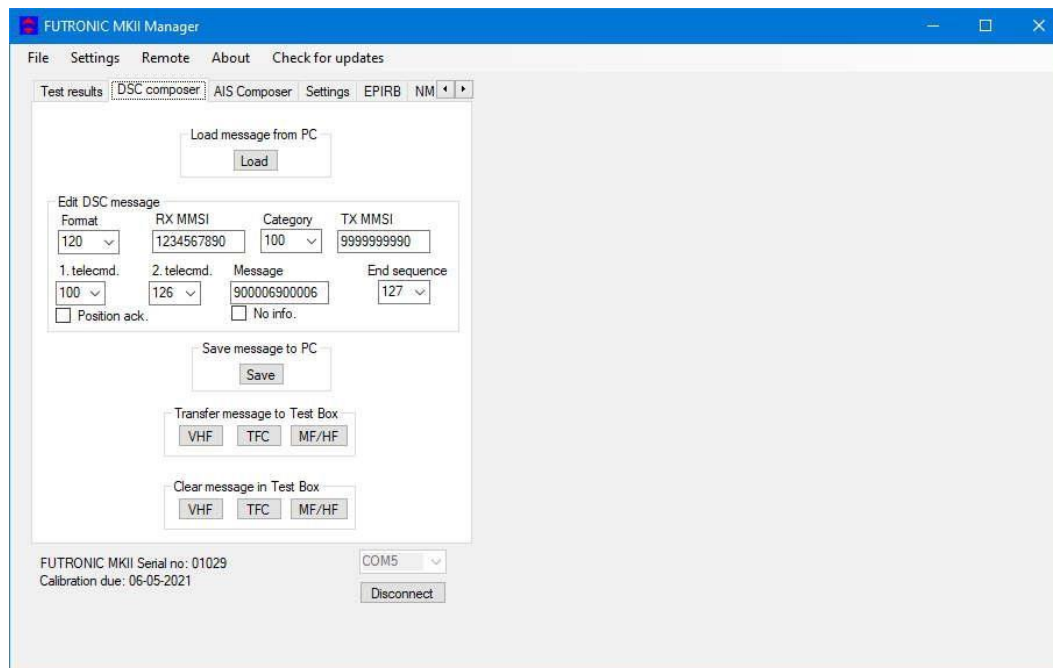 FUTRONIC MKII Manager
File Settings Remote About Check for updates
Test results DSC composer AIS Composer Settings EPIRB NM
Load message from PC
Load
Edit DSC message
Format RX MMSI Category TX MMSI
120 1234567890 100 9999999990
1. telecmd. 2. telecmd. Message End sequence
100 126 900006900006 127
Position ack. No info.
Save message to PC
Save
Transfer message to Test Box
VHF TFC MF/HF
Clear message in Test Box
VHF TFC MF/HF
FUTRONIC MKII Serial no: 01029 COM5
Calibration due: 06-05-2021
Disconnect